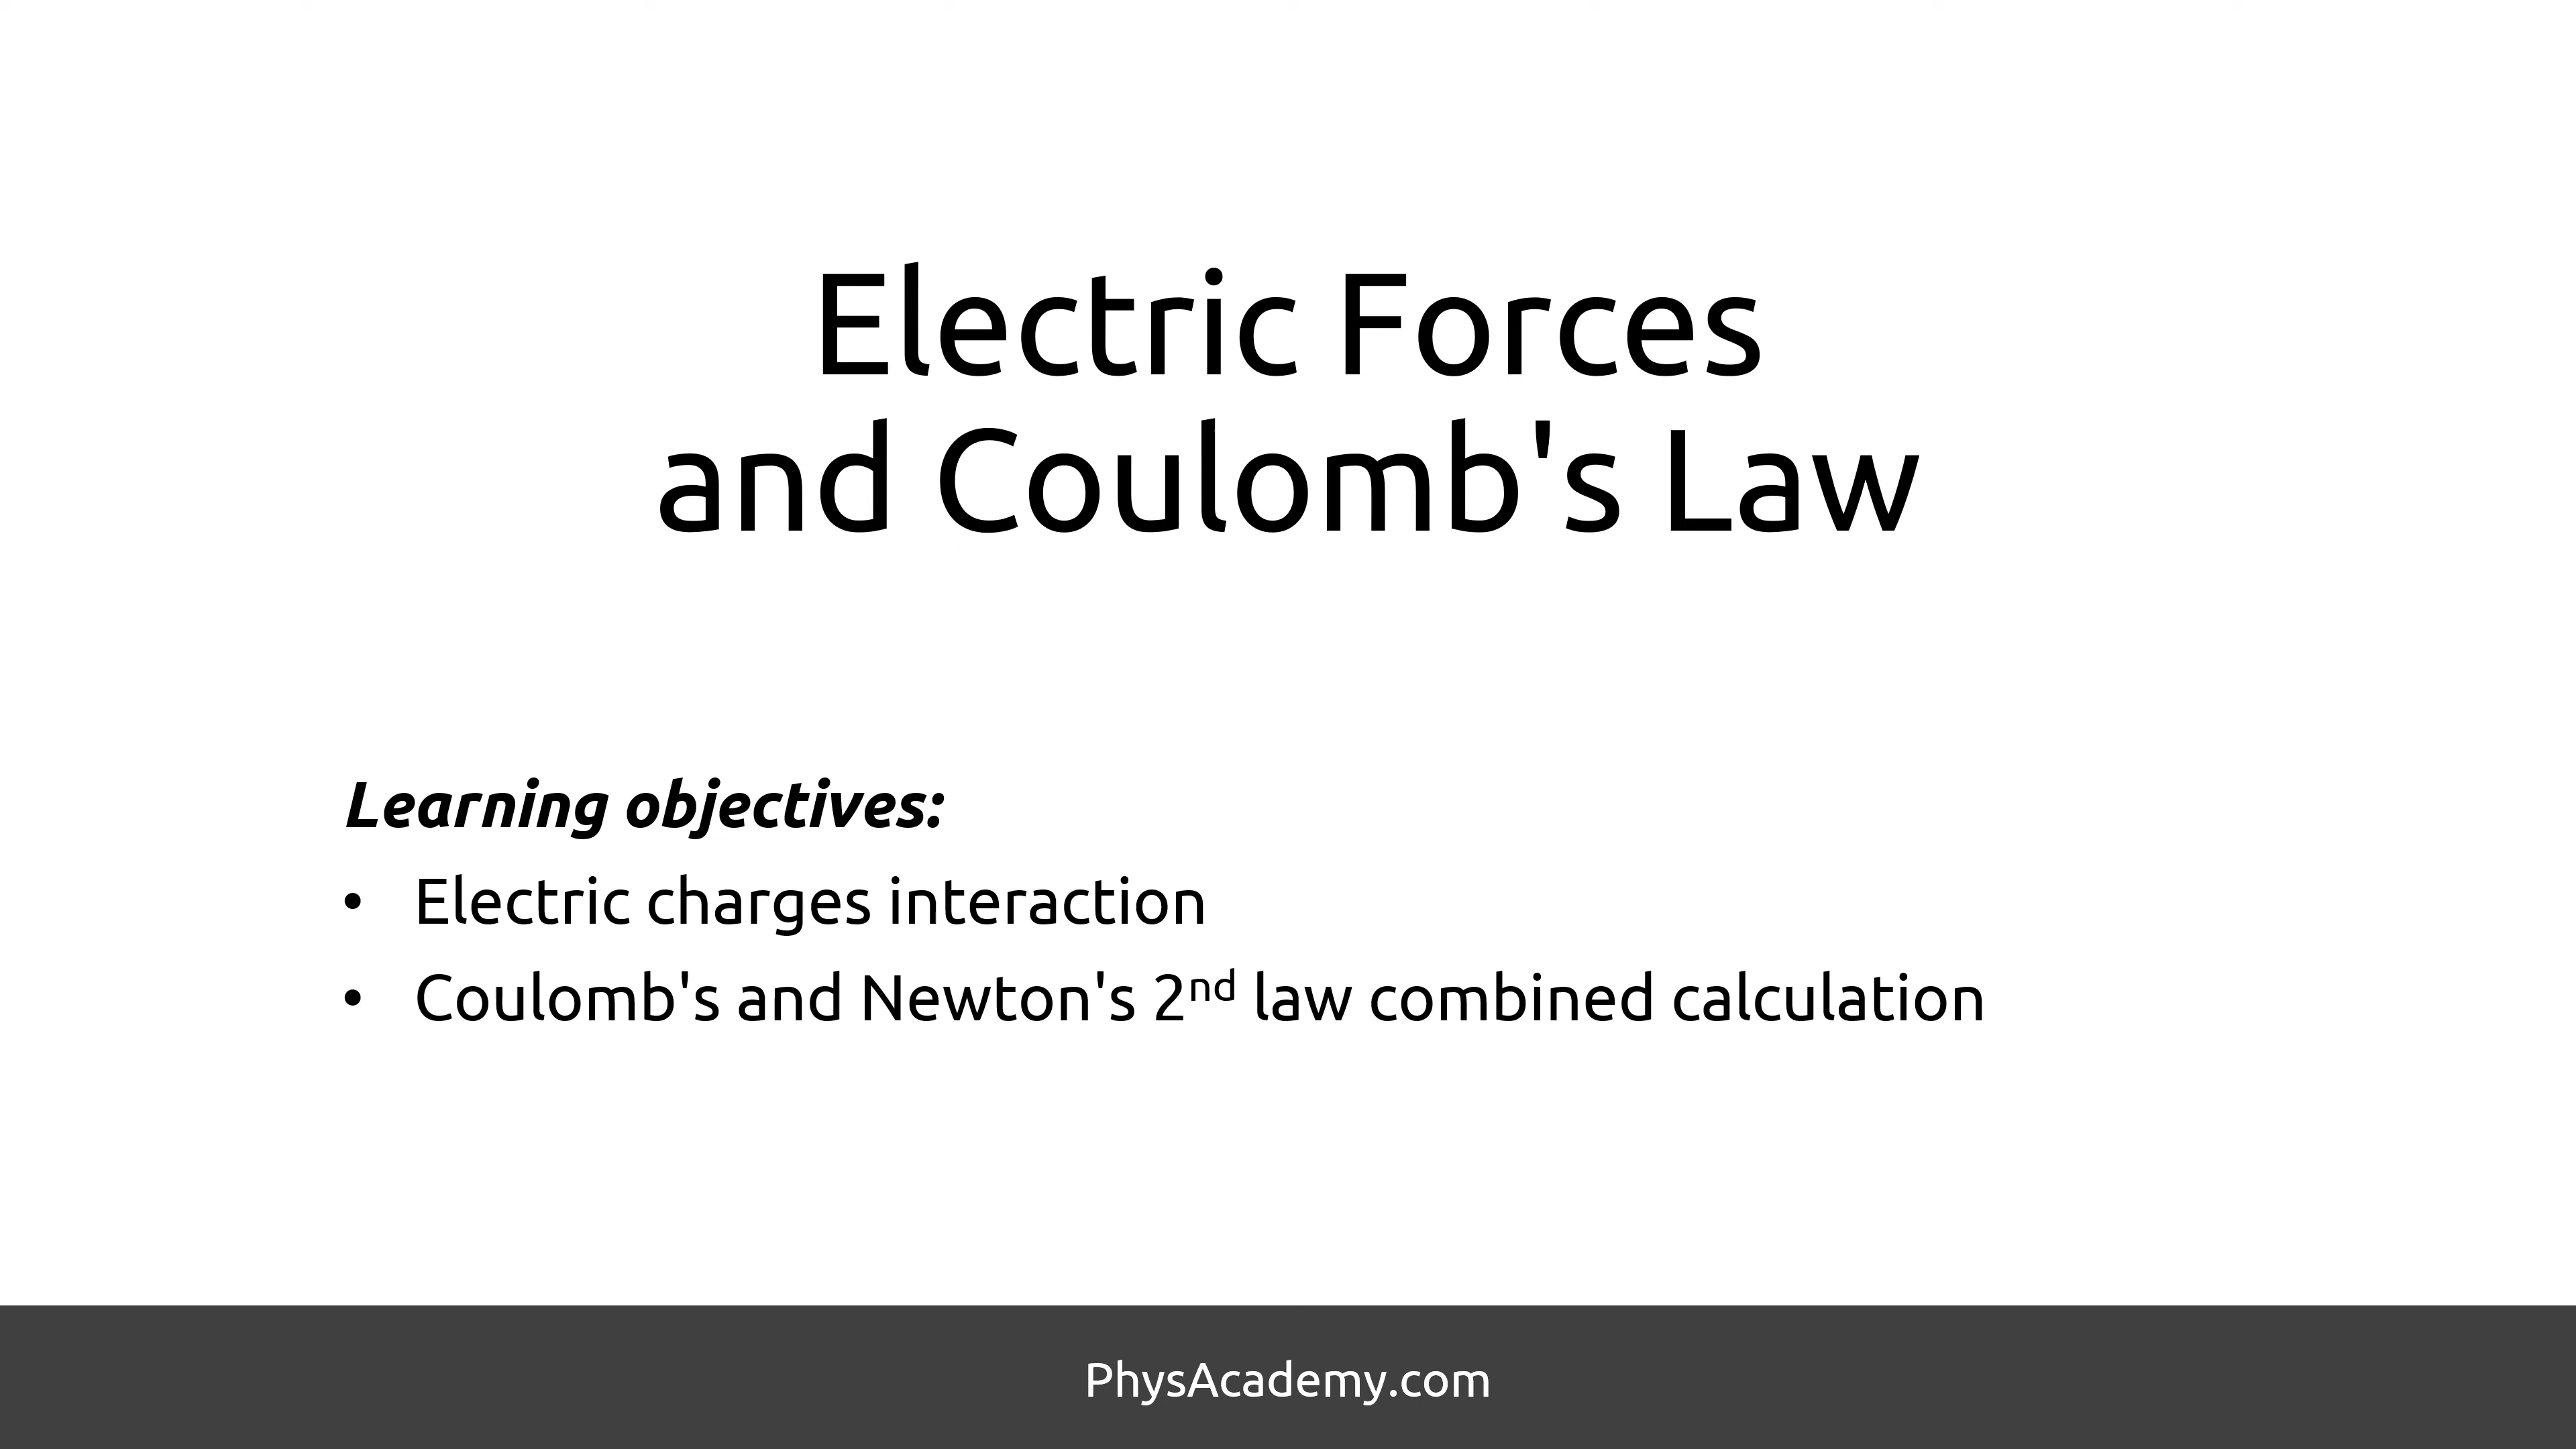 Electric Forces
and Coulomb's Law
Learning objectives:
• Electric charges interaction
• Coulomb's and Newton's 2nd law combined calculation
PhysAcademy.com